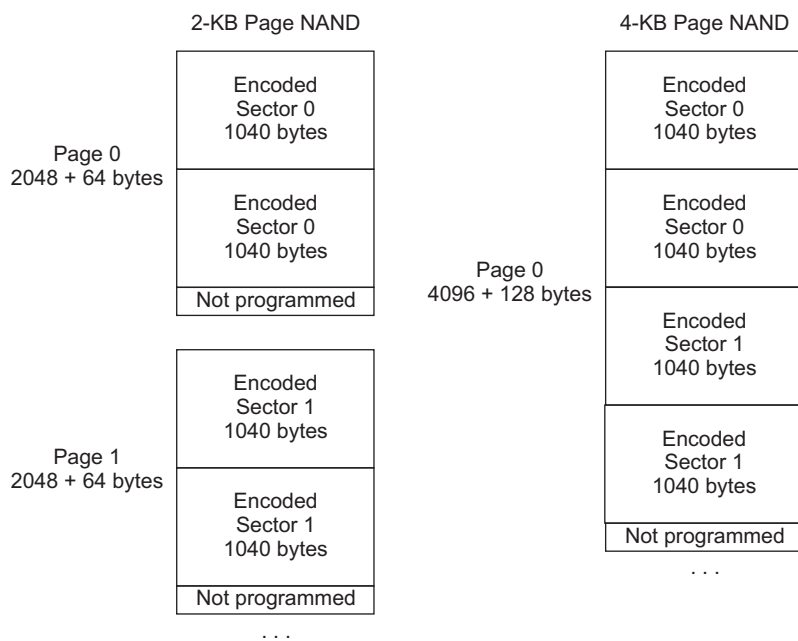 2-KB Page NAND
Page 0
2048 + 64 bytes
Encoded
Sector 0
1040 bytes
Encoded
Sector 0
1040 bytes
Not programmed
Page 1
2048 + 64 bytes
Encoded
Sector 1
1040 bytes
Encoded
Sector 1
1040 bytes
Not programmed
. . .
4-KB Page NAND
Page 0
4096 + 128 bytes
Encoded
Sector 0
1040 bytes
Encoded
Sector 0
1040 bytes
Encoded
Sector 1
1040 bytes
Encoded
Sector 1
1040 bytes
Not programmed
. . .